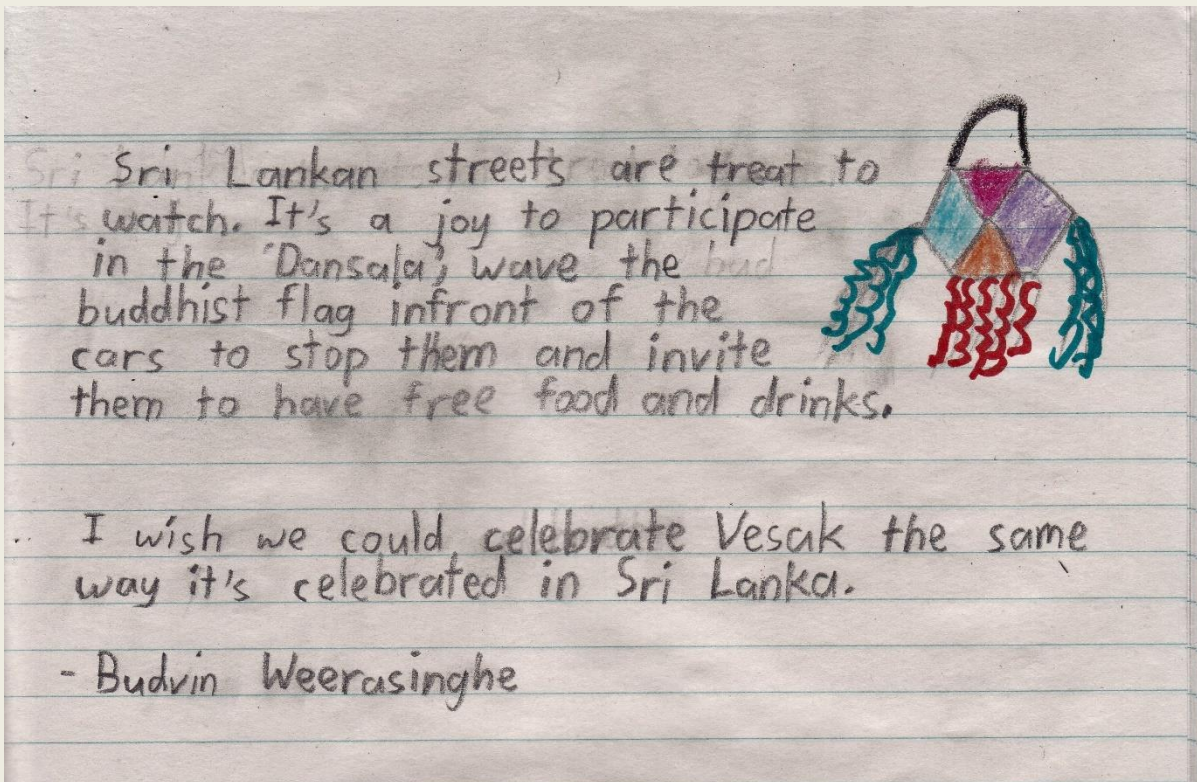 Sri Lankan streets are treat to
watch. It's a joy to participate
in the 'Dansala', wave the
buddhist flag infront of the
cars to stop them and invite
them to have free food and drinks.
I wish we could celebrate Vesak the same
way it's celebrated in Sri Lanka.
- Budvin Weerasinghe